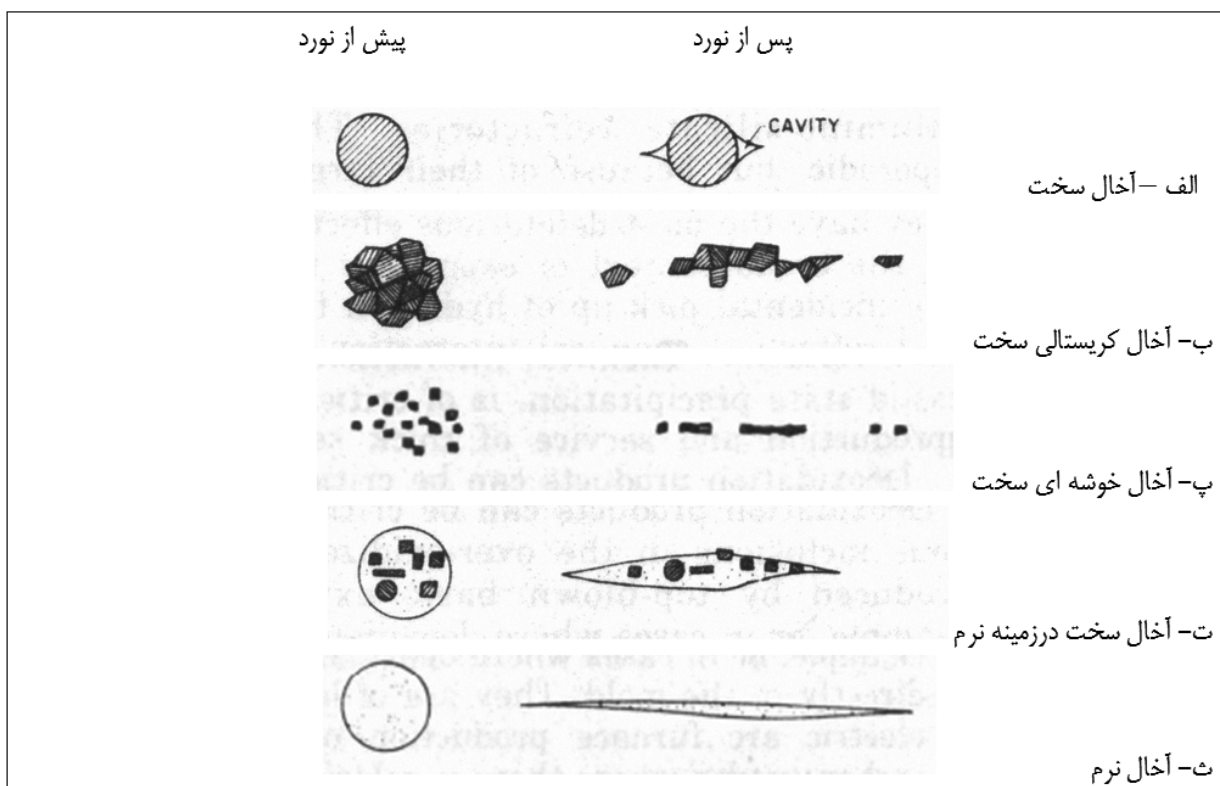 پیش از نورد
پس از نورد
CAVITY
الف –آخال سخت
ب- آخال کریستالی سخت
پ- آخال خوشه ای سخت
ت- آخال سخت درزمینه نرم
ث- آخال نرم